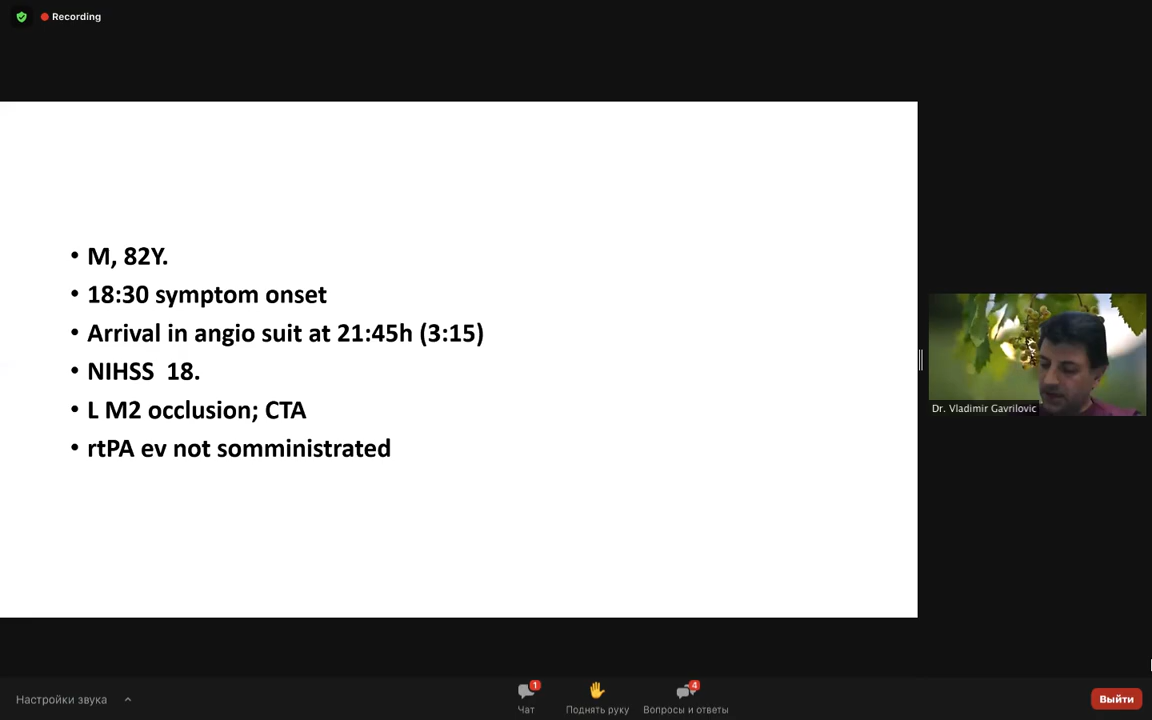 Recording
• M, 82Y.
• 18:30 symptom onset
• Arrival in angio suit at 21:45h (3:15)
• NIHSS  18.
• L M2 occlusion; CTA
• rtPA ev not somministrated
Dr. Vladimir Gavrilovic
1
4
Настройки звука
Чат
Поднять руку
Вопросы и ответы
Выйти